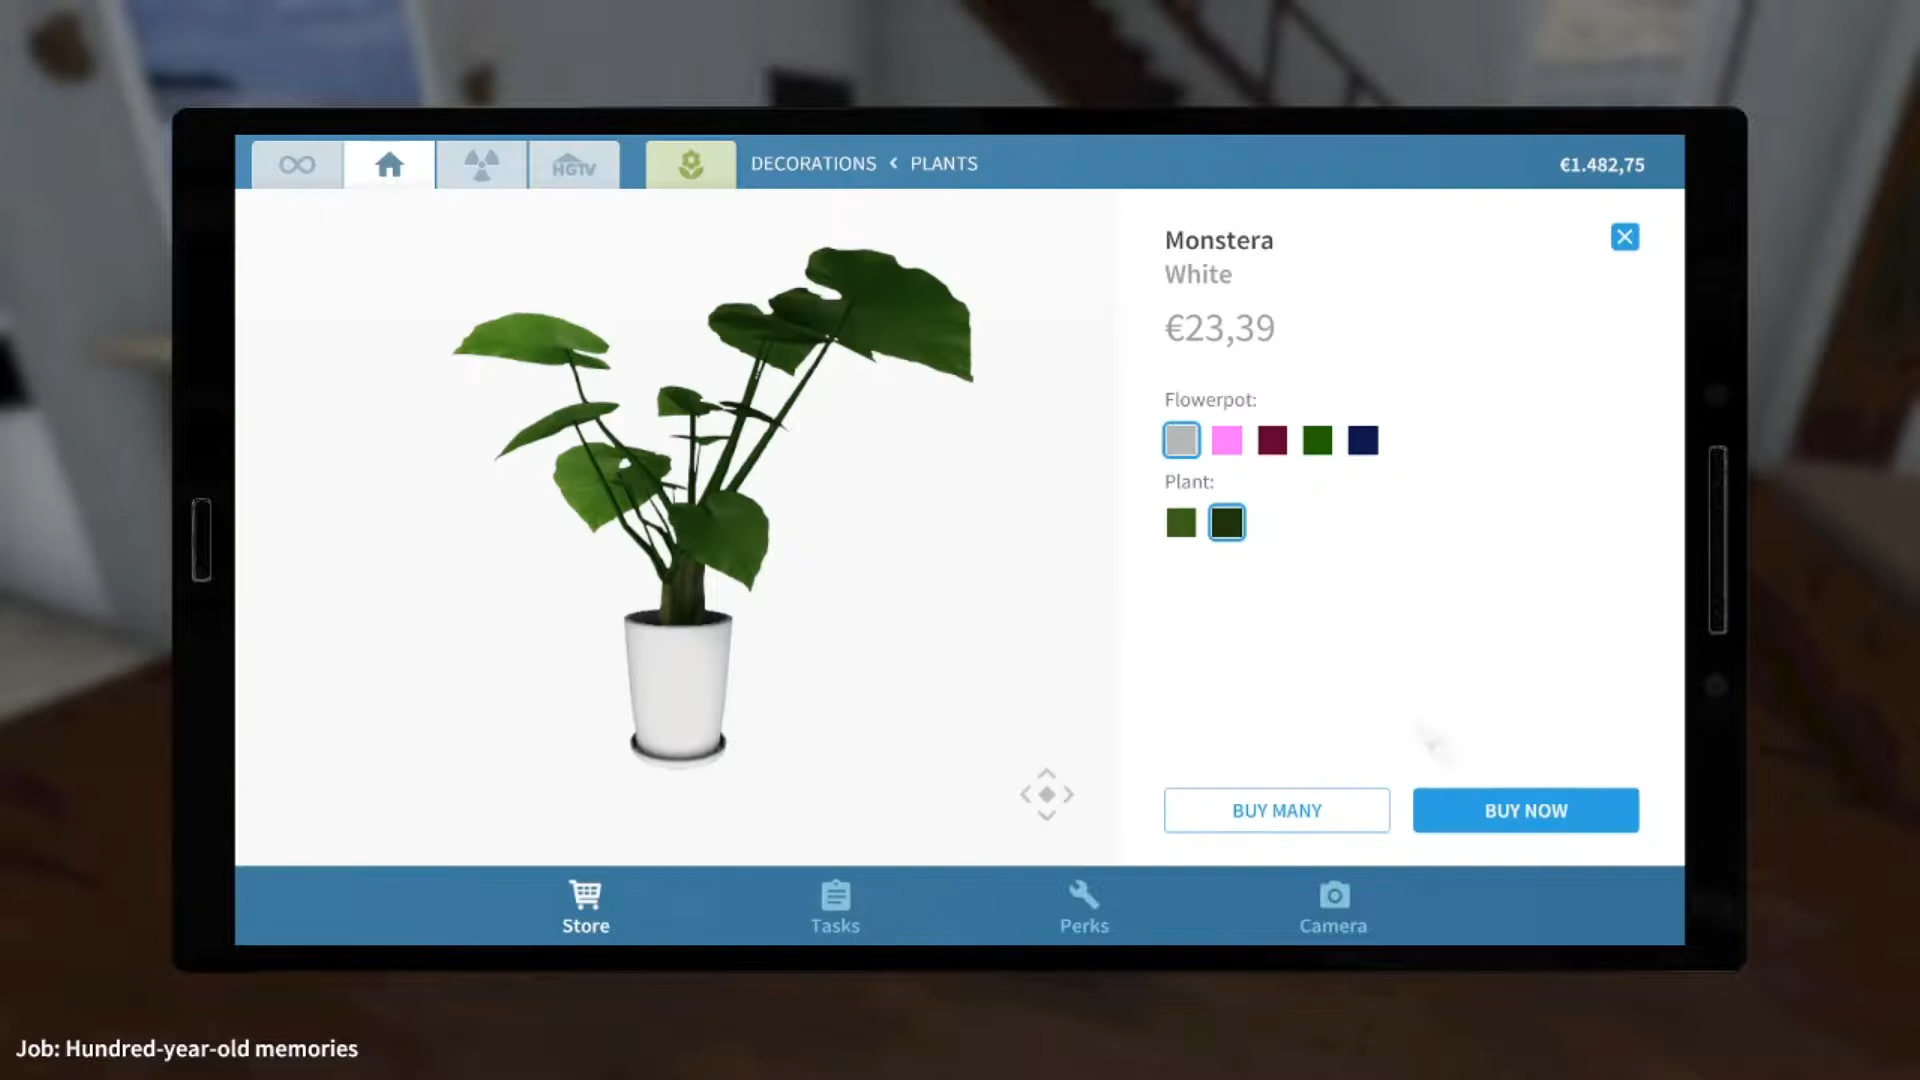 HGTV
DECORATIONS < PLANTS
€1.482,75
Monstera
White
€23,39
Flowerpot:
Plant:
BUY MANY
BUY NOW
Store
Tasks
Perks
Camera
Job: Hundred-year-old memories